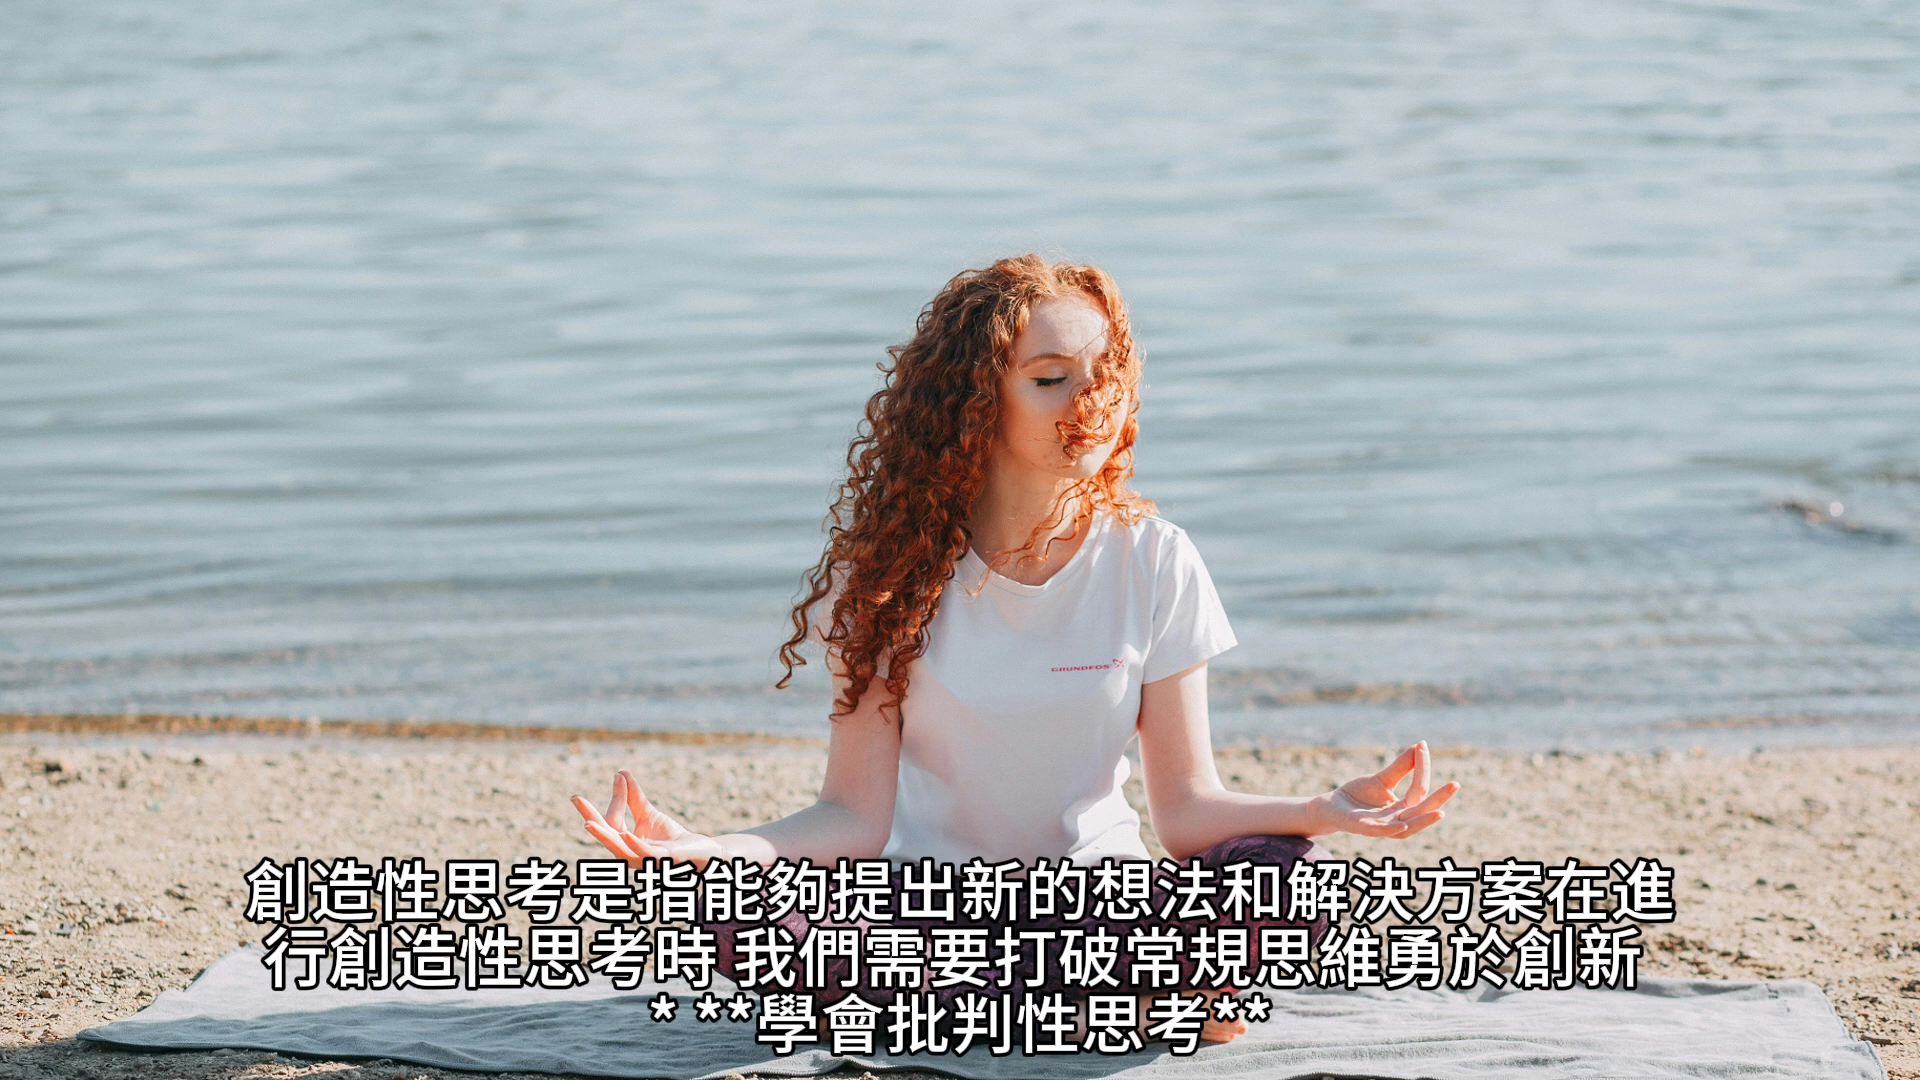 GRUNDFOS
創造性思考是指能夠提出新的想法和解決方案在進
行創造性思考時 我們需要打破常規思維勇於創新
* **學會批判性思考**